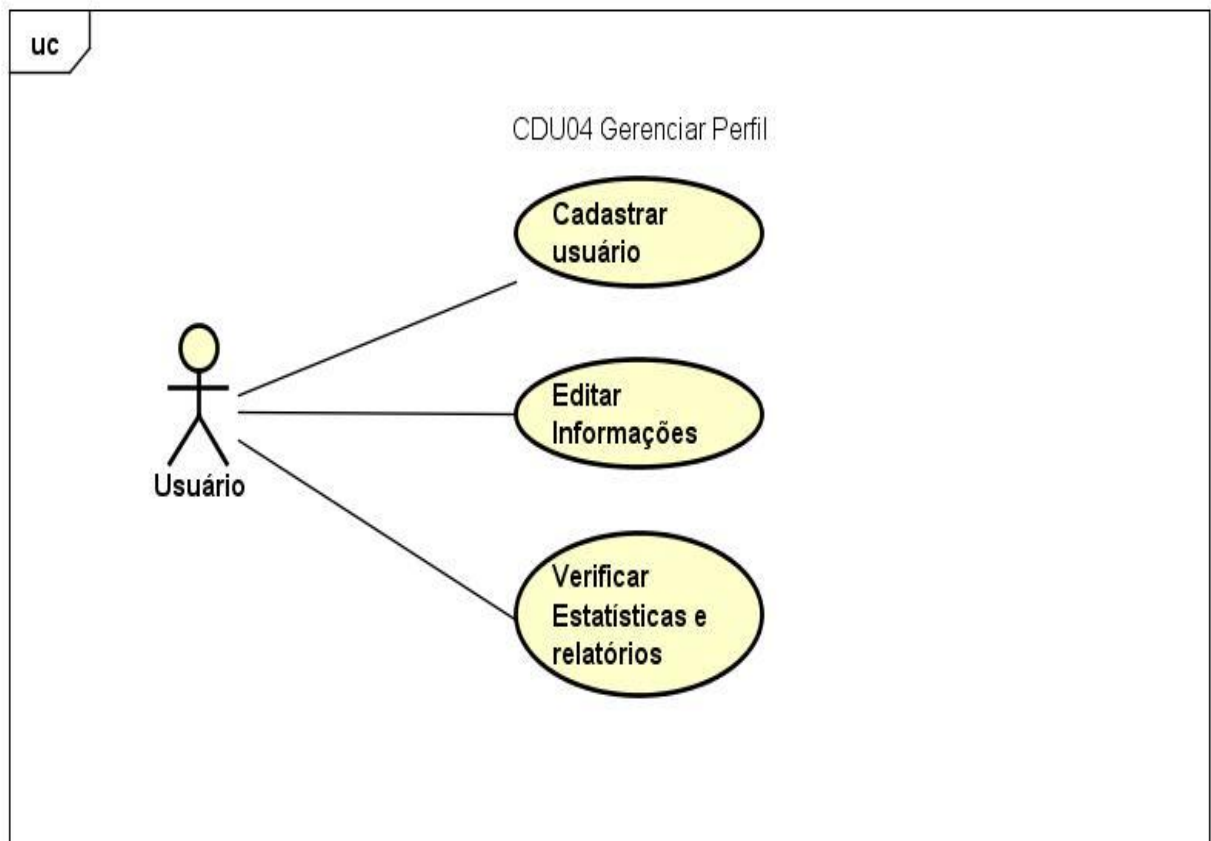 uc
CDU04 Gerenciar Perfil
Cadastrar
usuário
Editar
Informações
Usuário
Verificar
Estatísticas e
relatórios